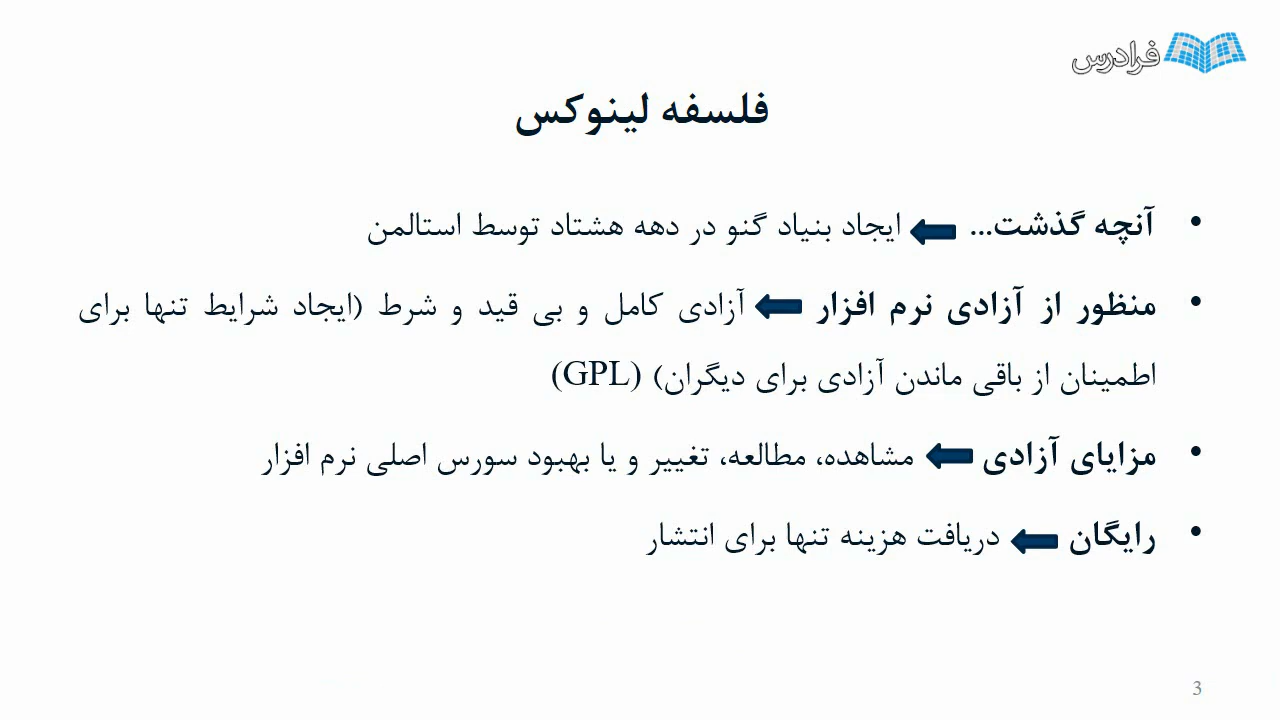 فرادرس
فلسفه لینوکس
• آنچه گذشت... ایجاد بنیاد گنو در دهه هشتاد توسط استالمن
• منظور از آزادی نرم افزار آزادی کامل و بی قید و شرط (ایجاد شرایط تنها برای
اطمینان از باقی ماندن آزادی برای دیگران) (GPL)
• مزایای آزادی مشاهده، مطالعه، تغییر و یا بهبود سورس اصلی نرم افزار
• رایگان دریافت هزینه تنها برای انتشار
3